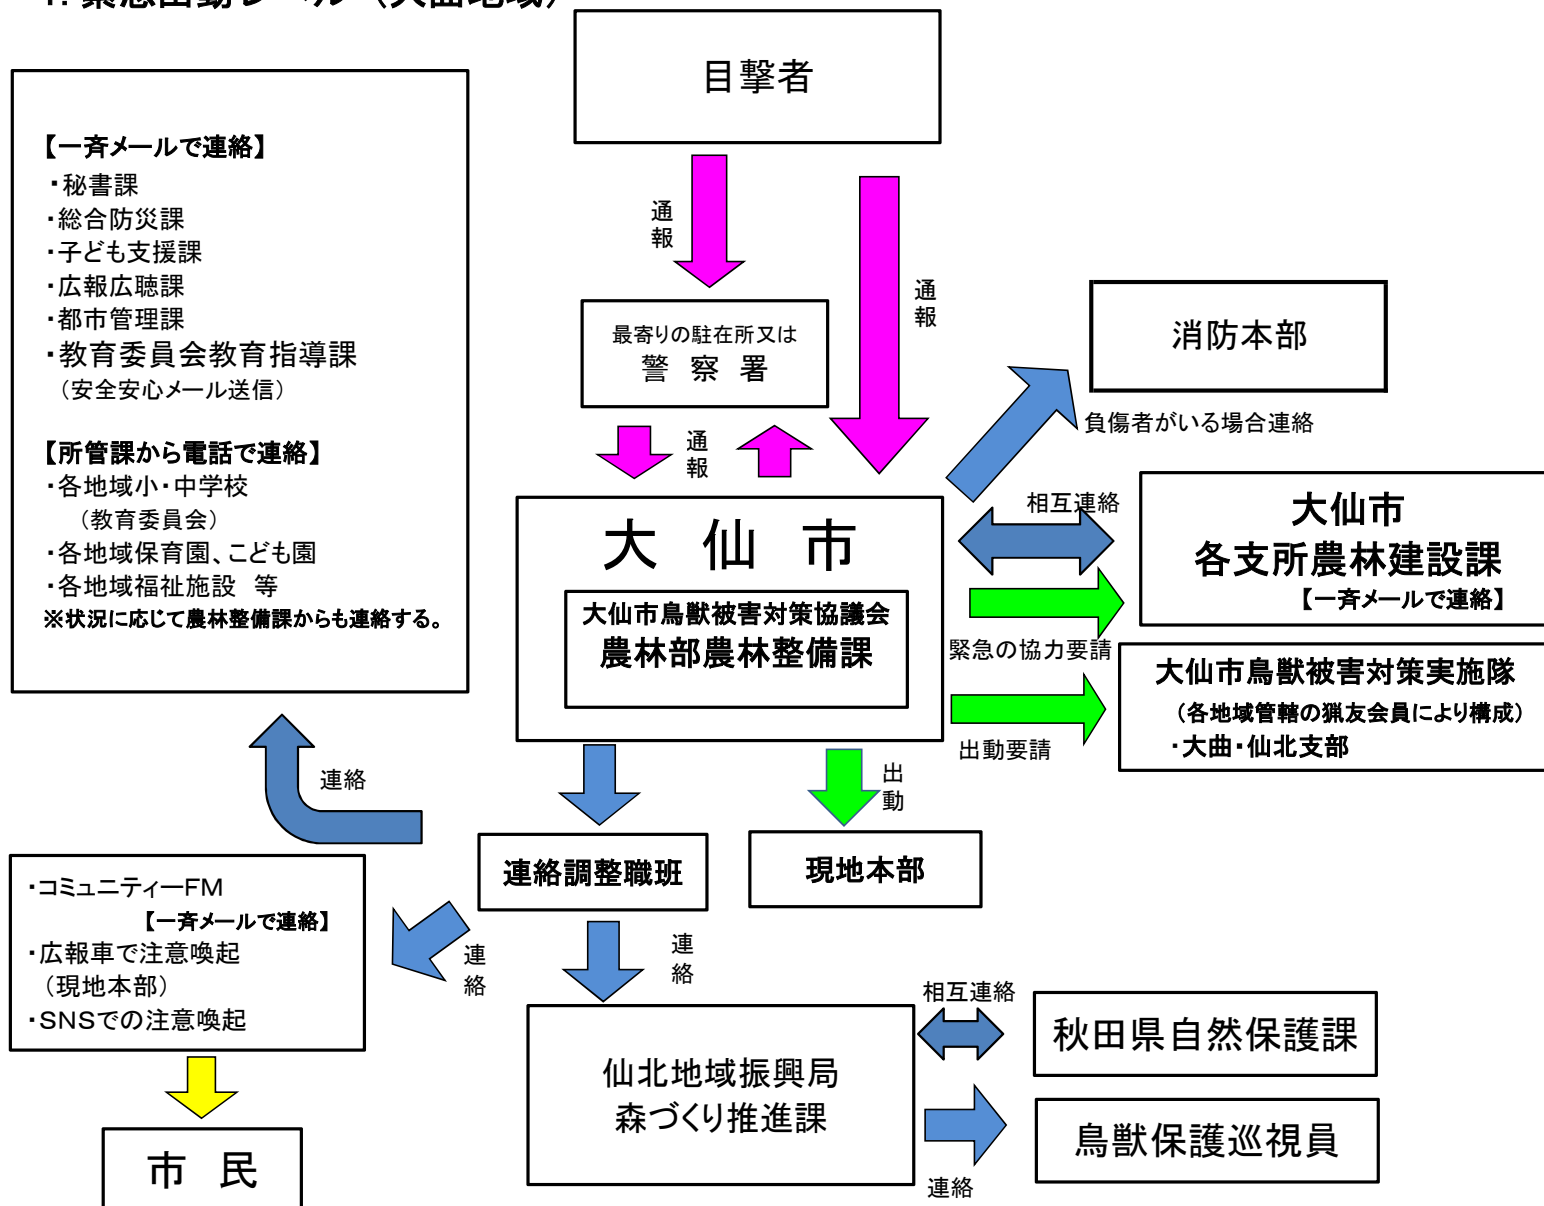 目撃者
【一斉メールで連絡】
・秘書課
・総合防災課
・子ども支援課
・広報広聴課
・都市管理課
・教育委員会教育指導課
（安全安心メール送信）
【所管課から電話で連絡】
・各地域小・中学校
（教育委員会）
・各地域保育園、こども園
・各地域福祉施設 等
※状況に応じて農林整備課からも連絡する。
通報
通報
最寄りの駐在所又は
警 察 署
通報
消防本部
負傷者がいる場合連絡
大 仙 市
大仙市鳥獣被害対策協議会
農林部農林整備課
相互連絡
大仙市
各支所農林建設課
【一斉メールで連絡】
緊急の協力要請
大仙市鳥獣被害対策実施隊
（各地域管轄の猟友会員により構成）
・大曲・仙北支部
出動要請
連絡
出動
連絡調整職班
現地本部
・コミュニティーFM
【一斉メールで連絡】
・広報車で注意喚起
（現地本部）
・SNSでの注意喚起
連絡
連絡
仙北地域振興局
森づくり推進課
相互連絡
秋田県自然保護課
鳥獣保護巡視員
連絡
市 民